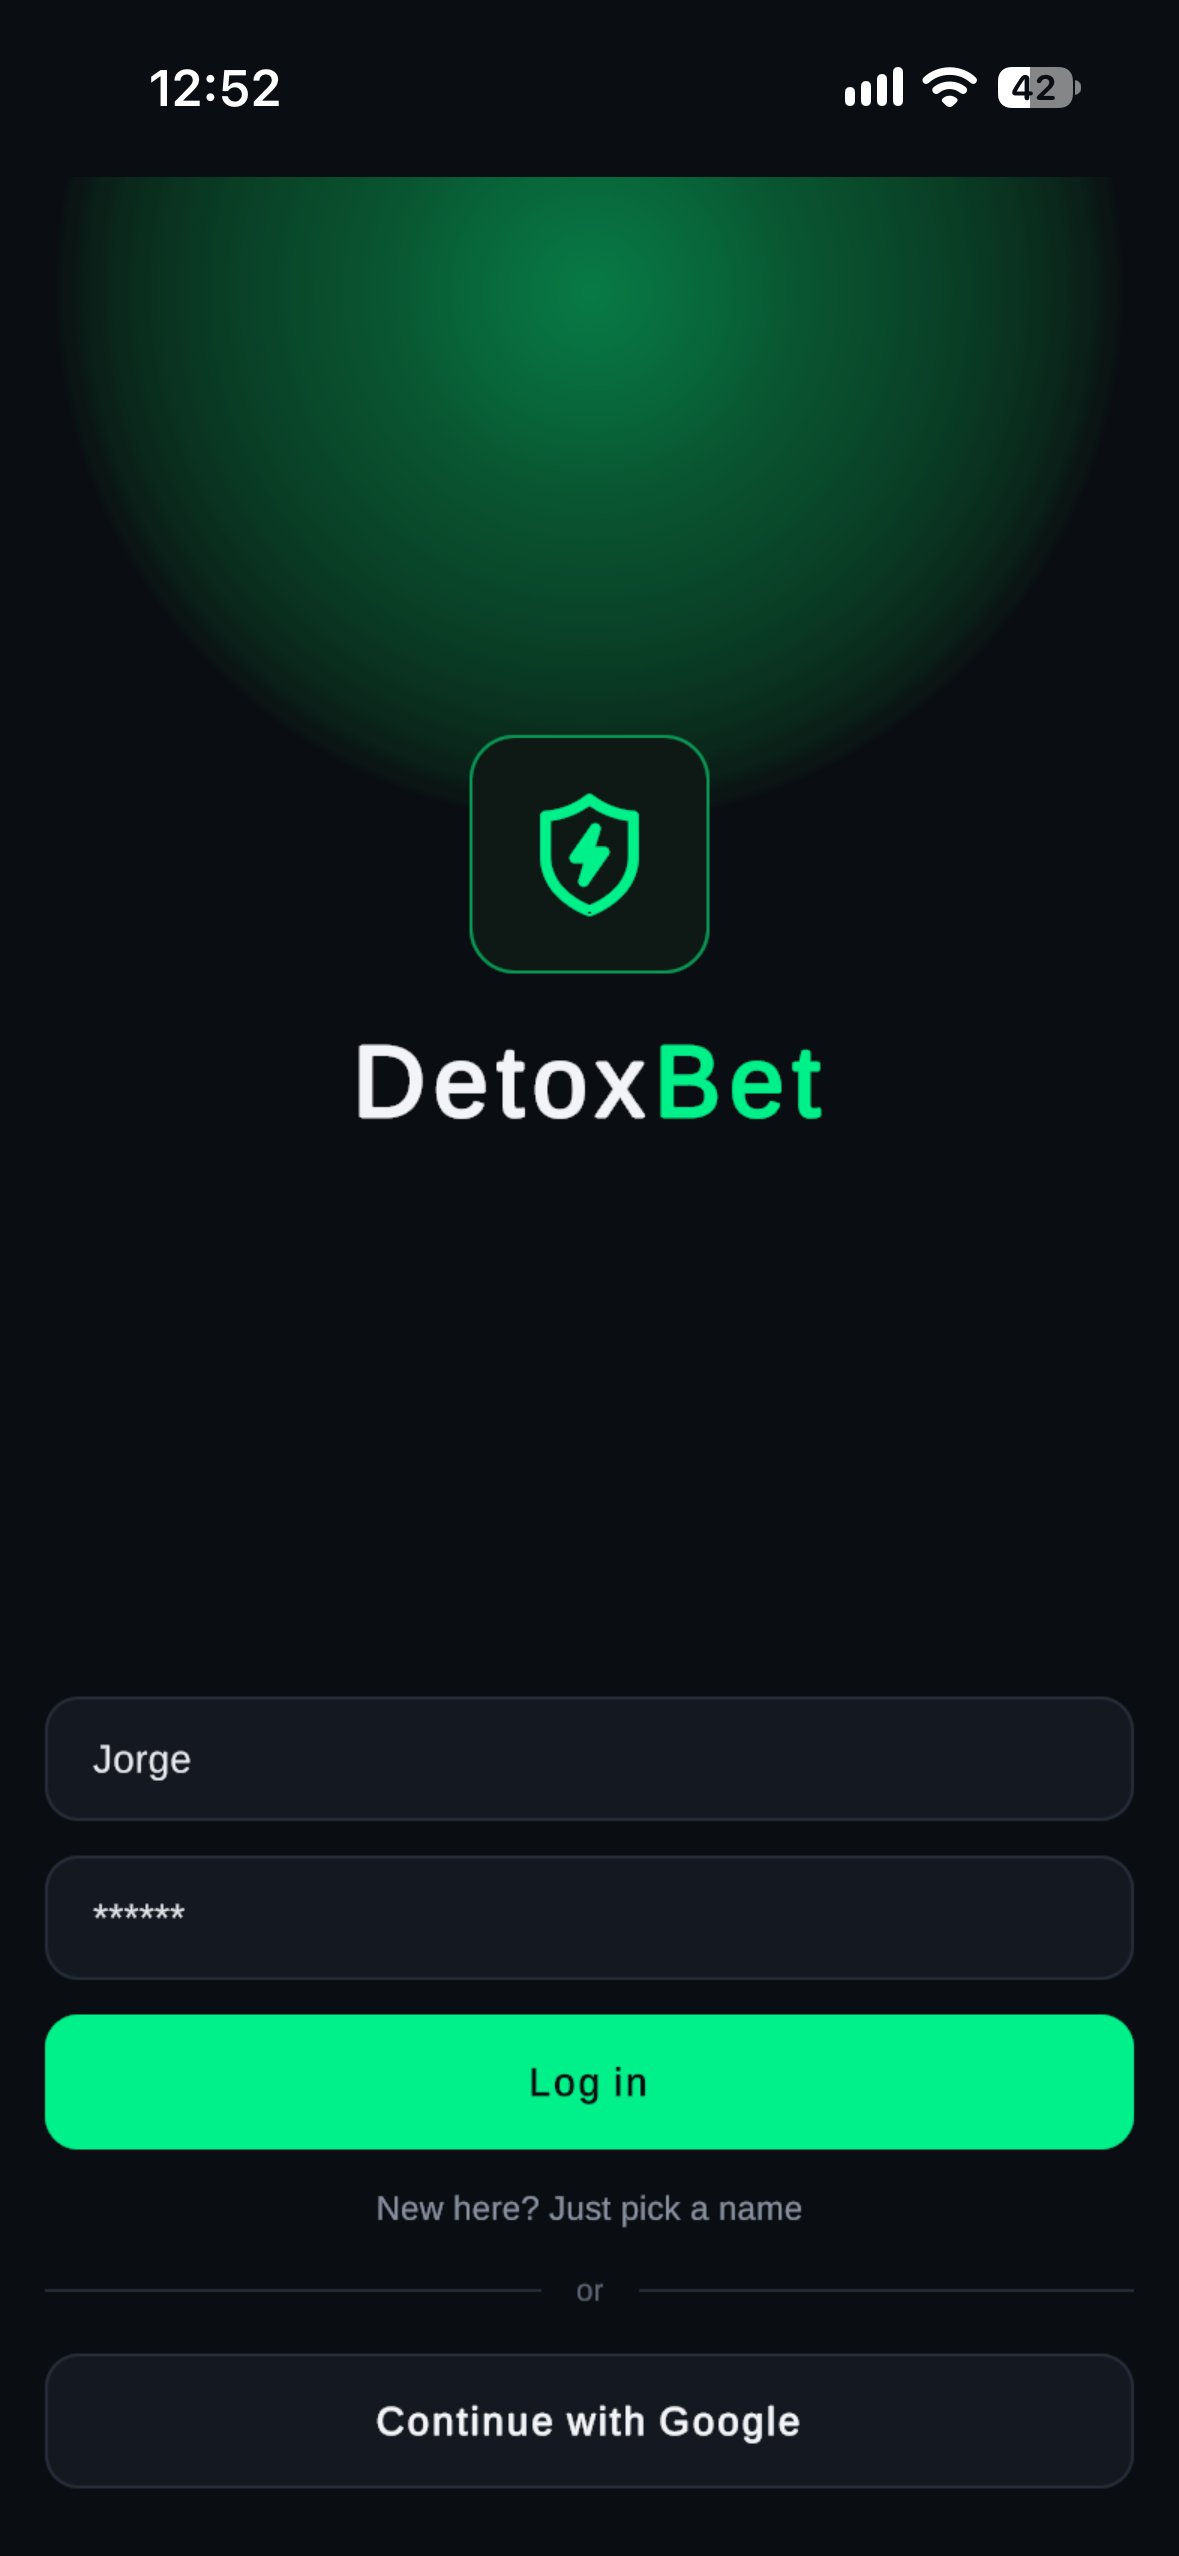 12:52
42
DetoxBet
Jorge
******
Log in
New here? Just pick a name
or
Continue with Google